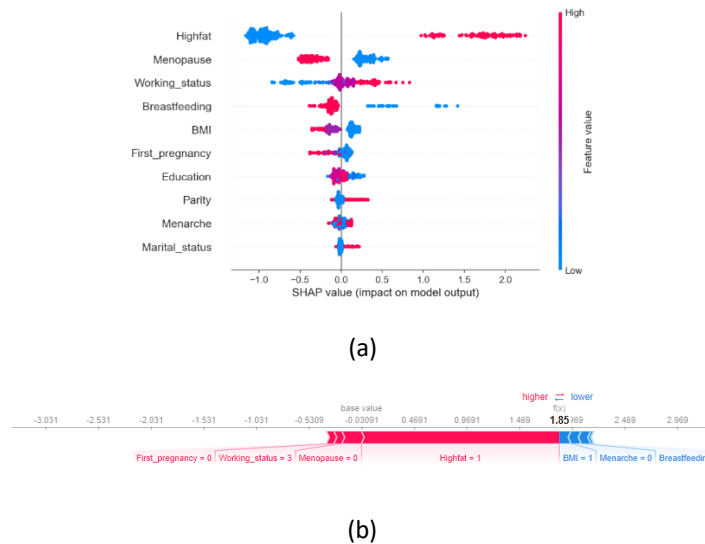 High
Highfat
Menopause
Working_status
Breastfeeding
BMI
First_pregnancy
Education
Parity
Menarche
Marital_status
Feature value
Low
−1.0 −0.5 0.0 0.5 1.0 1.5 2.0
SHAP value (impact on model output)
(a)
higher ⇄ lower
base value f(x)
-3.031 -2.531 -2.031 -1.531 -1.031 -0.5309 -0.03091 0.4691 0.9691 1.469 1.85 2.469 2.969
First_pregnancy = 0 Working_status = 3 Menopause = 0 Highfat = 1 BMI = 1 Menarche = 0 Breastfeedin
(b)